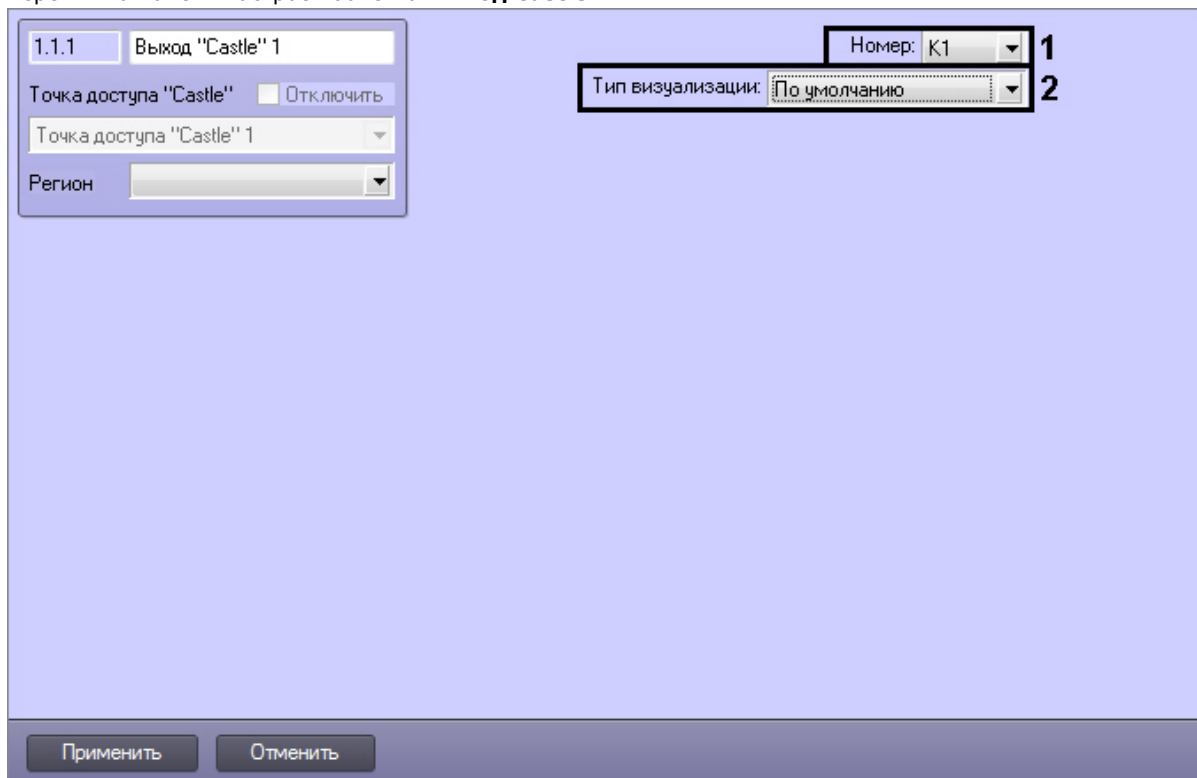 1.1.1 Выход "Castle" 1
Номер: K1 1
Точка доступа "Castle" Отключить
Тип визуализации: По умолчанию 2
Точка доступа "Castle" 1
Регион
Применить Отменить